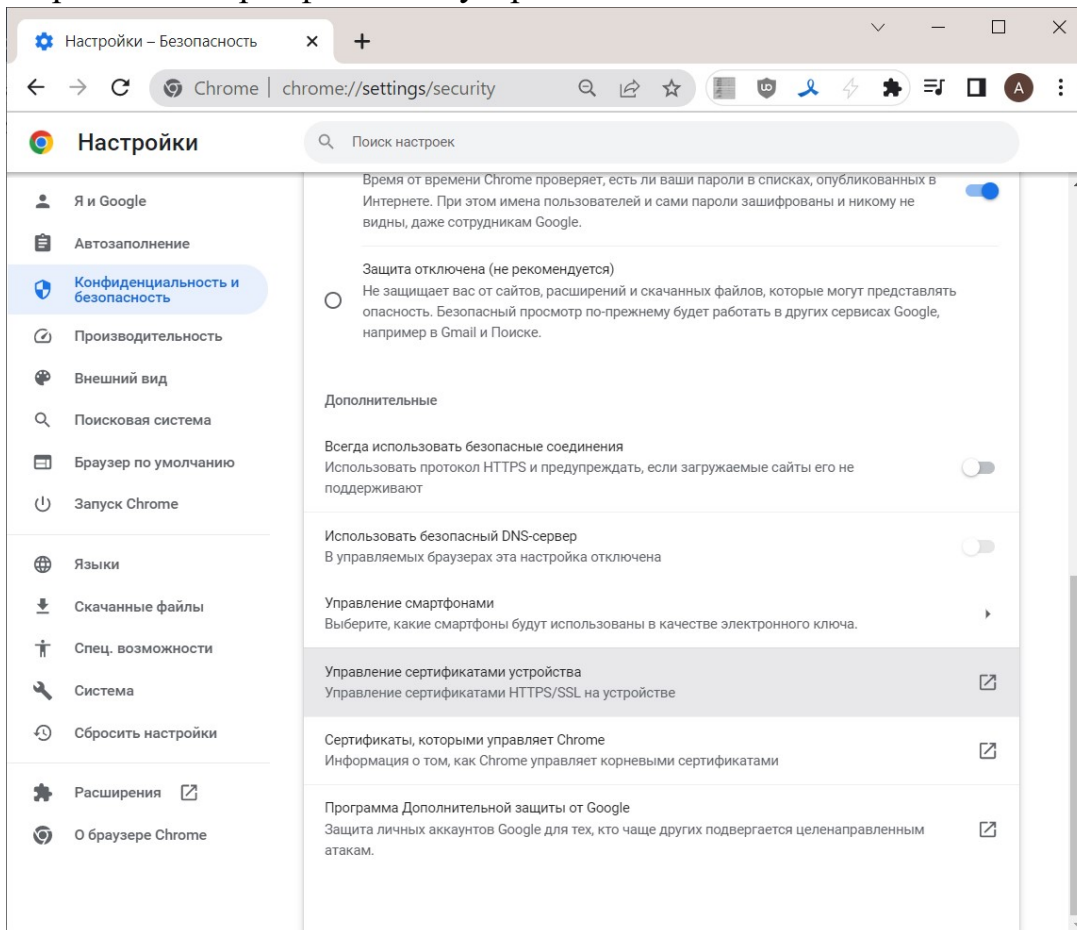 Настройки – Безопасность
Chrome | chrome://settings/security
A
Настройки
Поиск настроек
Я и Google
Автозаполнение
Конфиденциальность и
безопасность
Производительность
Внешний вид
Поисковая система
Браузер по умолчанию
Запуск Chrome
Языки
Скачанные файлы
Спец. возможности
Система
Сбросить настройки
Расширения
О браузере Chrome
Время от времени Chrome проверяет, есть ли ваши пароли в списках, опубликованных в
Интернете. При этом имена пользователей и сами пароли зашифрованы и никому не
видны, даже сотрудникам Google.
Защита отключена (не рекомендуется)
Не защищает вас от сайтов, расширений и скачанных файлов, которые могут представлять
опасность. Безопасный просмотр по-прежнему будет работать в других сервисах Google,
например в Gmail и Поиске.
Дополнительные
Всегда использовать безопасные соединения
Использовать протокол HTTPS и предупреждать, если загружаемые сайты его не
поддерживают
Использовать безопасный DNS-сервер
В управляемых браузерах эта настройка отключена
Управление смартфонами
Выберите, какие смартфоны будут использованы в качестве электронного ключа.
Управление сертификатами устройства
Управление сертификатами HTTPS/SSL на устройстве
Сертификаты, которыми управляет Chrome
Информация о том, как Chrome управляет корневыми сертификатами
Программа Дополнительной защиты от Google
Защита личных аккаунтов Google для тех, кто чаще других подвергается целенаправленным
атакам.